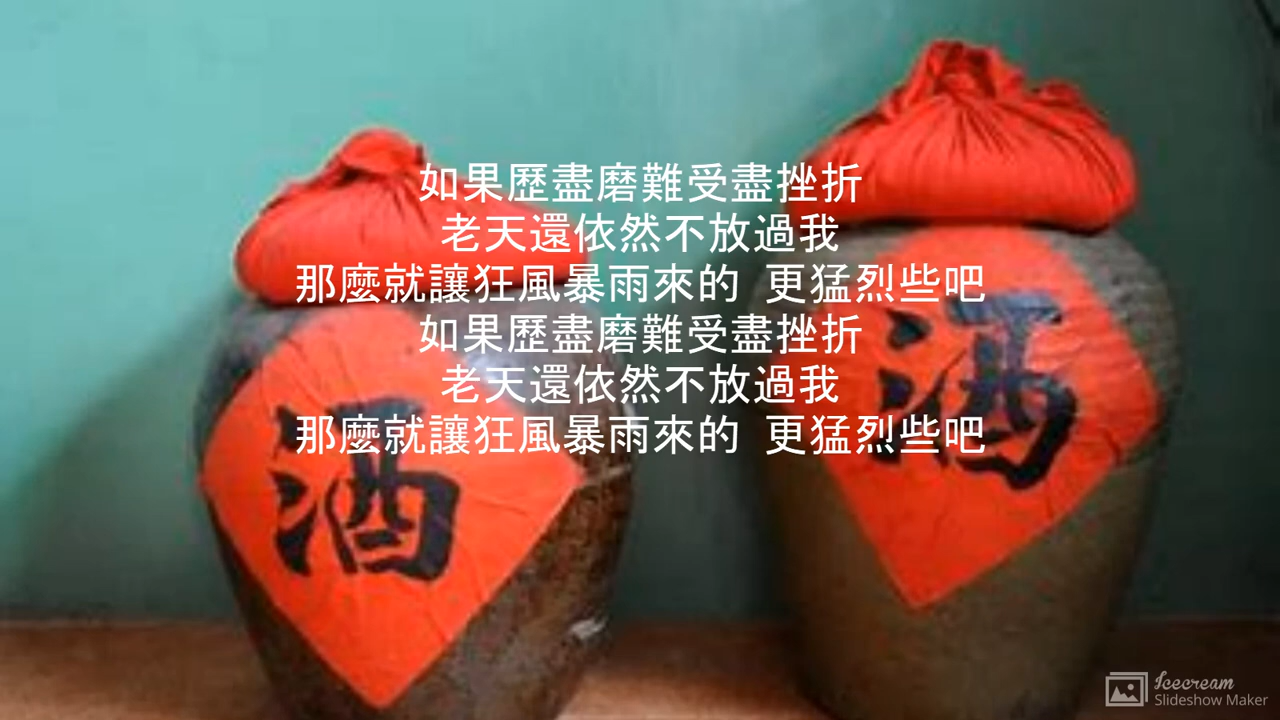 如果歷盡磨難受盡挫折
老天還依然不放過我
那麼就讓狂風暴雨來的 更猛烈些吧
如果歷盡磨難受盡挫折
老天還依然不放過我
那麼就讓狂風暴雨來的 更猛烈些吧
酒
酒
Icecream
Slideshow Maker